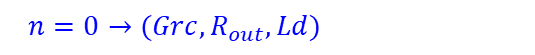 n = 0 → (Grc, R_out, Ld)